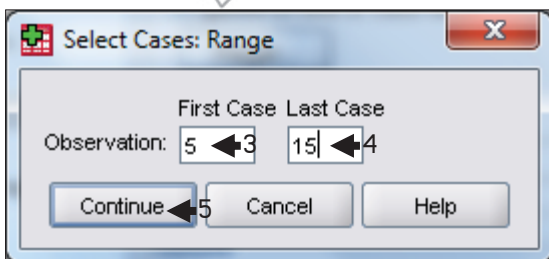 Select Cases: Range
x
First Case Last Case
Observation: 5 3 15 4
Continue 5 Cancel Help